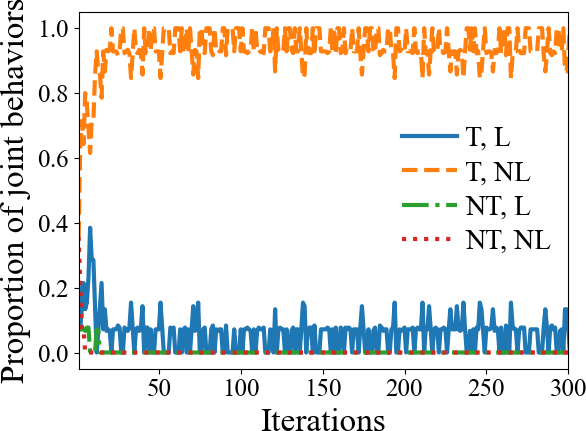 Proportion of joint behaviors
1.0
0.8
0.6
0.4
0.2
0.0
T, L
T, NL
NT, L
NT, NL
50 100 150 200 250 300
Iterations